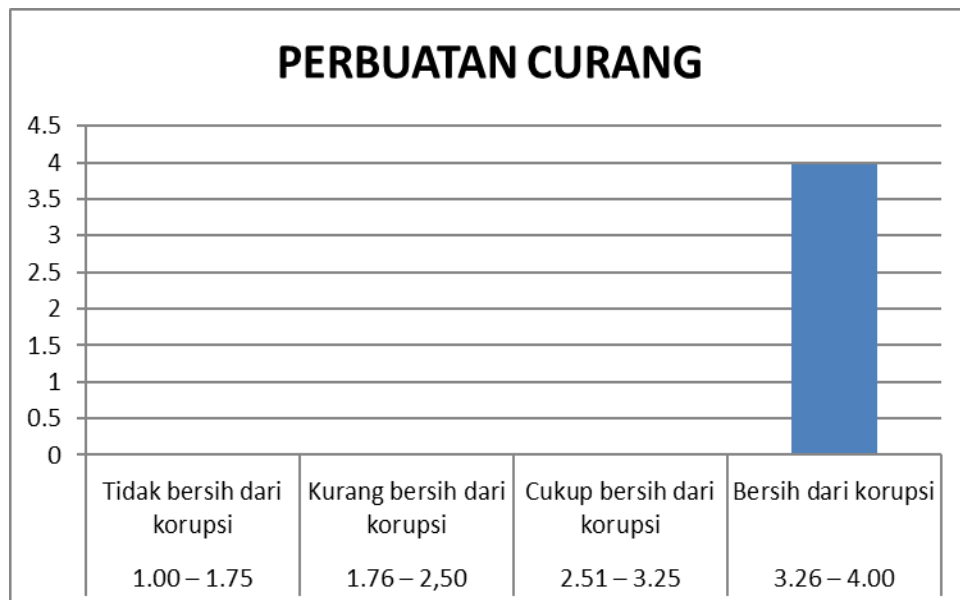 PERBUATAN CURANG
4.5
4
3.5
3
2.5
2
1.5
1
0.5
0
Tidak bersih dari
korupsi
Kurang bersih dari
korupsi
Cukup bersih dari
korupsi
Bersih dari korupsi
1.00 – 1.75
1.76 – 2,50
2.51 – 3.25
3.26 – 4.00